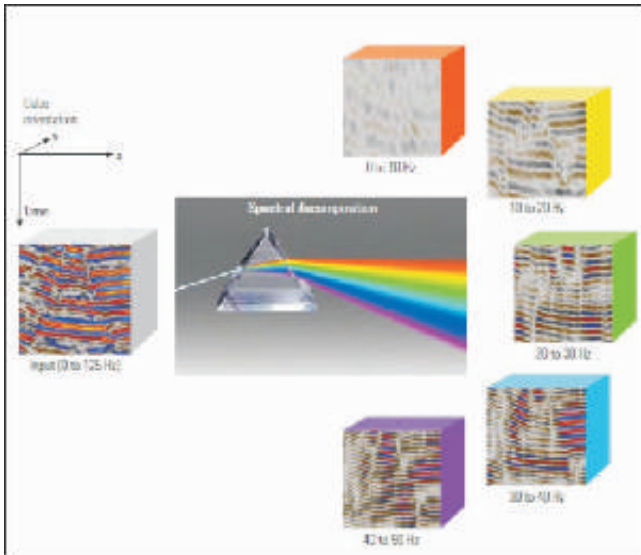 Cube
orientation
x
Time
Spectral decomposition
Input (0 to 125 Hz)
0 to 10 Hz
10 to 20 Hz
20 to 30 Hz
30 to 40 Hz
40 to 50 Hz